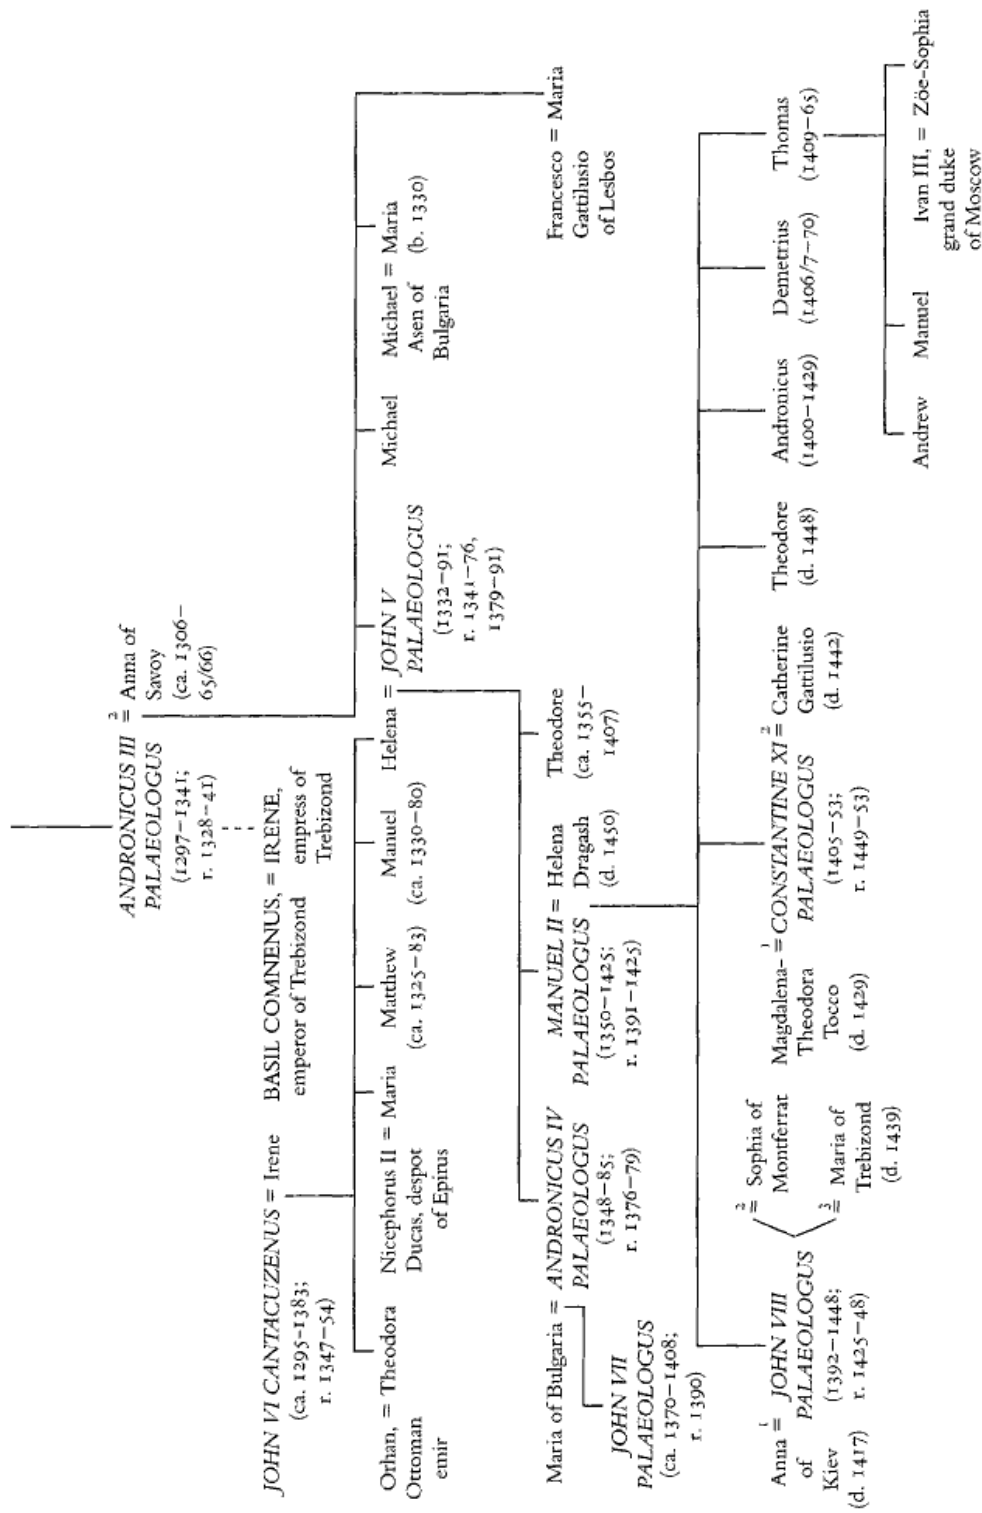 ANDRONICUS III = Anna of
2
PALAEOLOGUS Savoy
(1297–1341; (ca. 1306–
r. 1328–41) 65/66)
JOHN VI CANTACUZENUS = Irene
(ca. 1295-1383;
r. 1347–54)
BASIL COMNENUS, = IRENE,
emperor of Trebizond empress of
Trebizond
Orhan, = Theodora
Ottoman
emir
Nicephorus II = Maria
Ducas, despot
of Epirus
Matthew
(ca. 1325–83)
Manuel
(ca. 1330–80)
Helena = JOHN V
PALAEOLOGUS
(1332–91;
r. 1341–76,
1379–91)
Michael
Michael = Maria
Asen of (b. 1330)
Bulgaria
Maria of Bulgaria = ANDRONICUS IV
PALAEOLOGUS
(1348–85;
r. 1376–79)
MANUEL II = Helena
PALAEOLOGUS Dragash
(1350–1425; (d. 1450)
r. 1391–1425)
Theodore
(ca. 1355–
1407)
Francesco = Maria
Gattilusio
of Lesbos
JOHN VII
PALAEOLOGUS
(ca. 1370–1408;
r. 1390)
Anna = JOHN VIII
1
of PALAEOLOGUS
Kiev (1392–1448;
(d. 1417) r. 1425–48)
2
= Sophia of
Montferrat
3
= Maria of
Trebizond
(d. 1439)
Magdalena- = CONSTANTINE XI = Catherine
1 2
Theodora PALAEOLOGUS Gattilusio
Tocco (1405–53; (d. 1442)
(d. 1429) r. 1449–53)
Theodore
(d. 1448)
Andronicus
(1400–1429)
Demetrius
(1406/7–70)
Thomas
(1409–65)
Andrew
Manuel
Ivan III, = Zöe-Sophia
grand duke
of Moscow